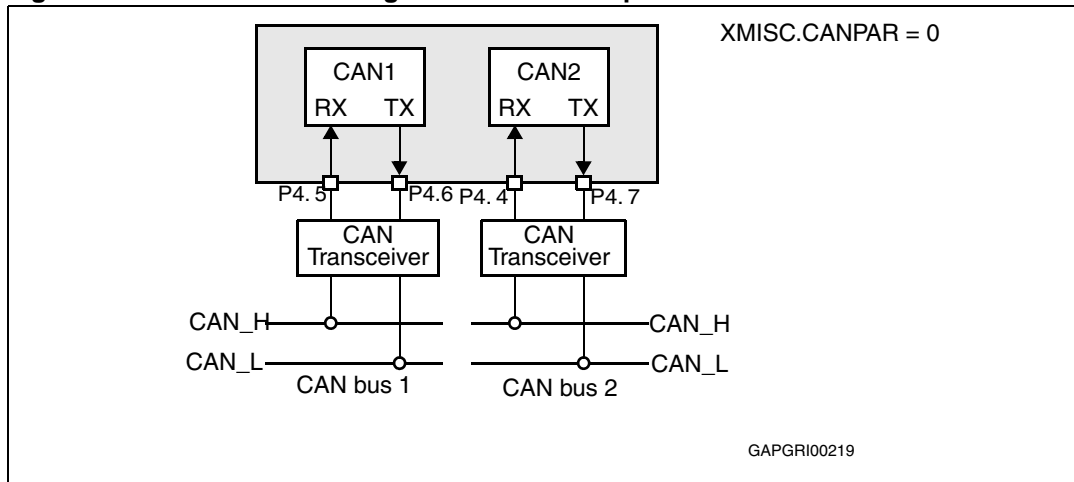 XMISC.CANPAR = 0
CAN1
CAN2
RX TX
RX TX
P4. 5
P4.6
P4. 4
P4. 7
CAN
Transceiver
CAN
Transceiver
CAN_H
CAN_H
CAN_L
CAN_L
CAN bus 1
CAN bus 2
GAPGRI00219